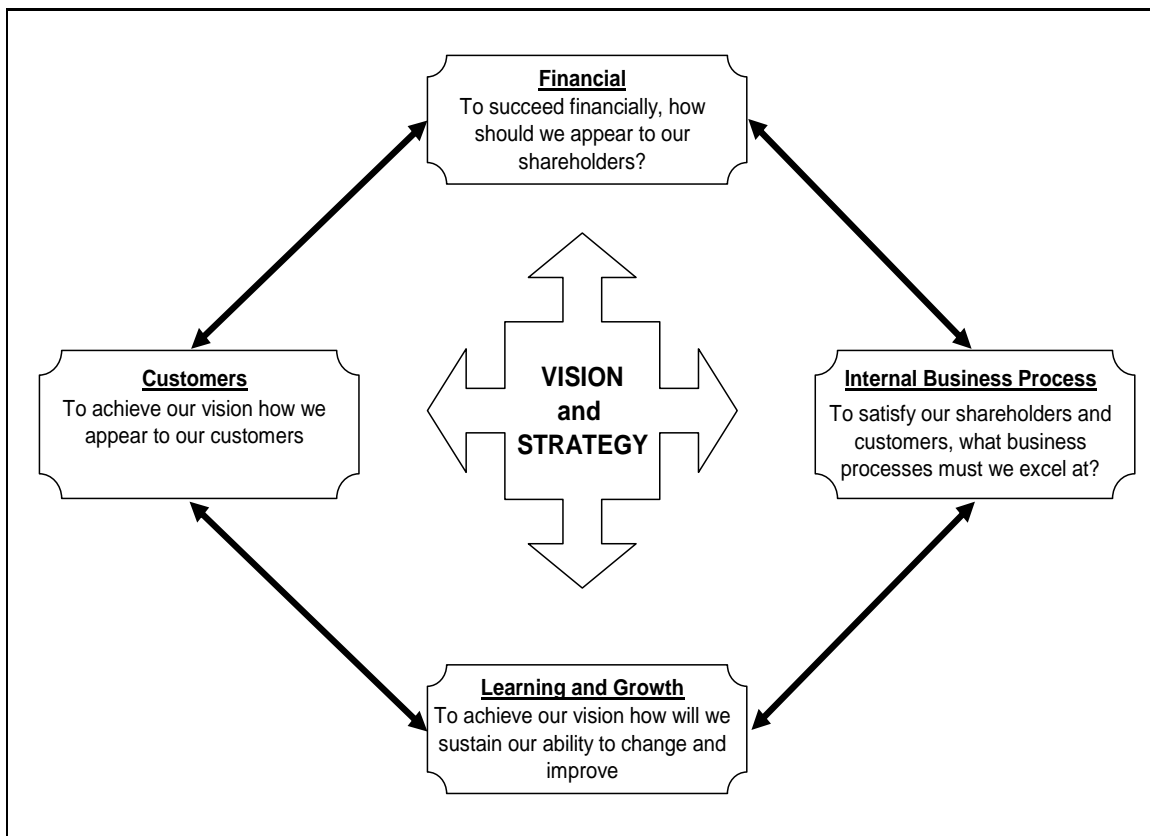 Financial
To succeed financially, how
should we appear to our
shareholders?
Customers
To achieve our vision how we
appear to our customers
VISION
and
STRATEGY
Internal Business Process
To satisfy our shareholders and
customers, what business
processes must we excel at?
Learning and Growth
To achieve our vision how will we
sustain our ability to change and
improve